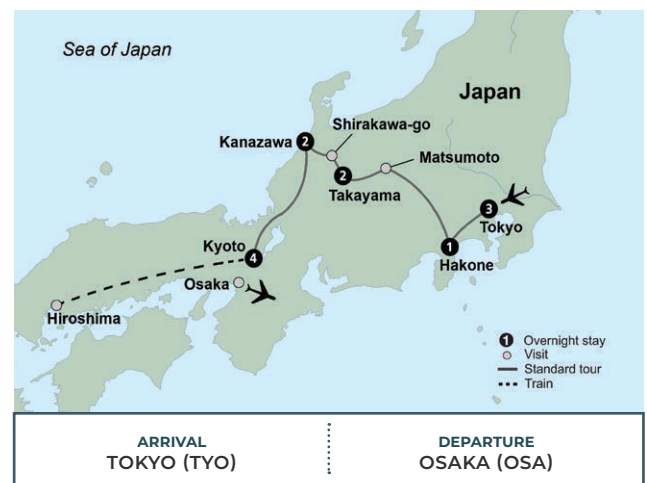 Sea of Japan
Japan
Shirakawa-go
Kanazawa
2
Matsumoto
2
Takayama
3
Tokyo
Kyoto
4
1
Hakone
Osaka
Hiroshima
1 Overnight stay
Visit
Standard tour
Train
ARRIVAL
TOKYO (TYO)
DEPARTURE
OSAKA (OSA)